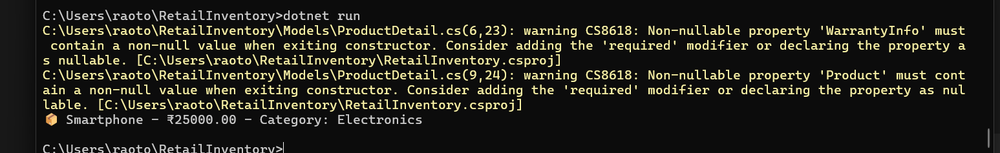 C:\Users\raoto\RetailInventory>dotnet run
C:\Users\raoto\RetailInventory\Models\ProductDetail.cs(6,23): warning CS8618: Non-nullable property 'WarrantyInfo' must
 contain a non-null value when exiting constructor. Consider adding the 'required' modifier or declaring the property a
s nullable. [C:\Users\raoto\RetailInventory\RetailInventory.csproj]
C:\Users\raoto\RetailInventory\Models\ProductDetail.cs(9,24): warning CS8618: Non-nullable property 'Product' must cont
ain a non-null value when exiting constructor. Consider adding the 'required' modifier or declaring the property as nul
lable. [C:\Users\raoto\RetailInventory\RetailInventory.csproj]
📦 Smartphone - ₹25000.00 - Category: Electronics
C:\Users\raoto\RetailInventory>